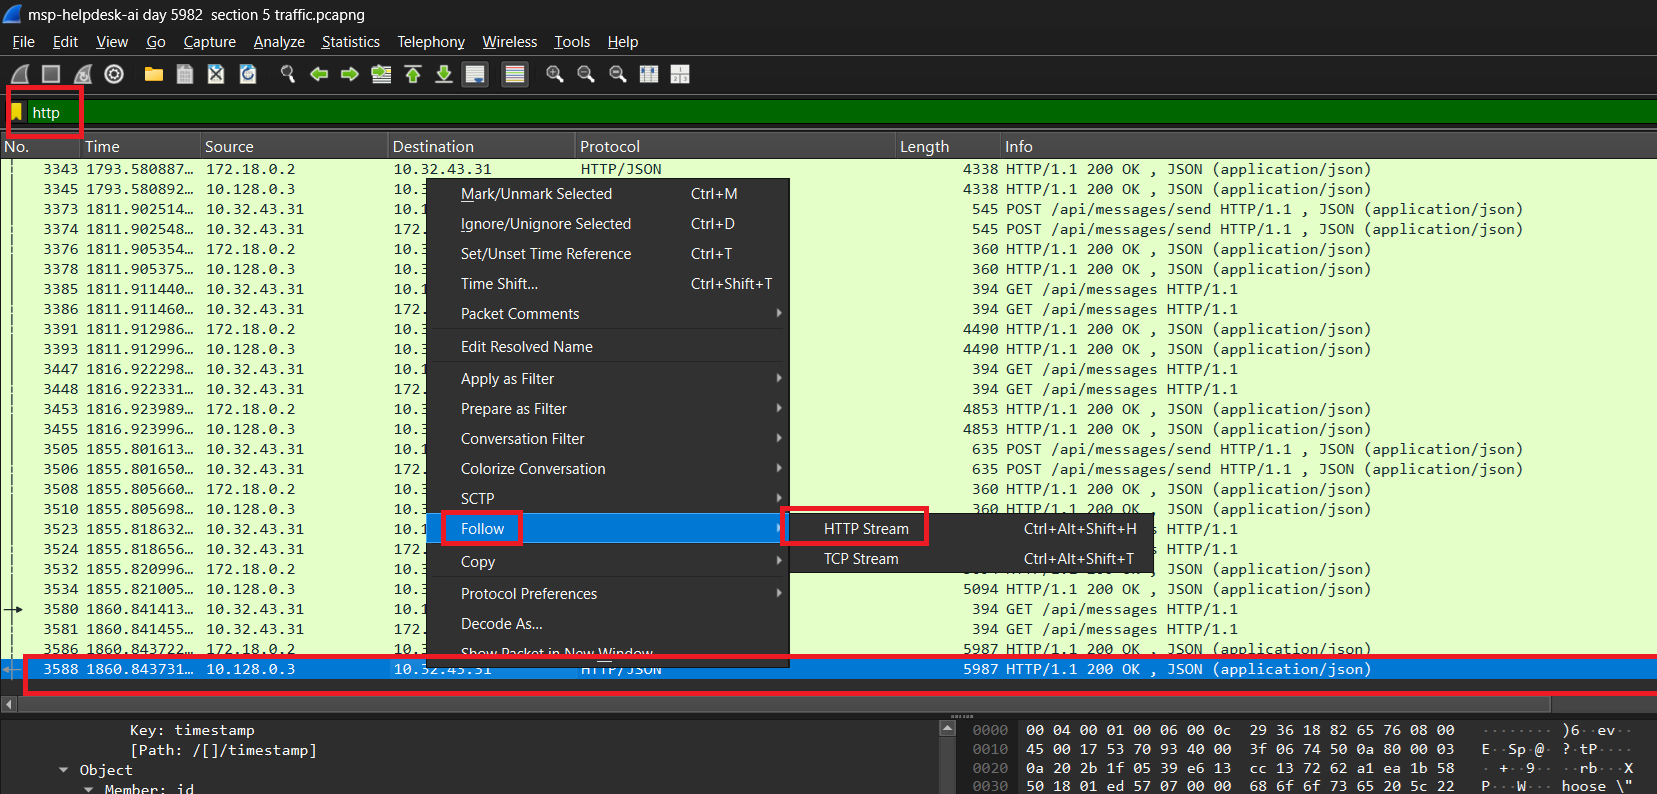 msp-helpdesk-ai day 5982  section 5 traffic.pcapng
File Edit View Go Capture Analyze Statistics Telephony Wireless Tools Help
http
No. Time Source Destination Protocol Length Info
3343 1793.580887… 172.18.0.2 10.32.43.31 HTTP/JSON 4338 HTTP/1.1 200 OK , JSON (application/json)
3345 1793.580892… 10.128.0.3 10.3 4338 HTTP/1.1 200 OK , JSON (application/json)
3373 1811.902514… 10.32.43.31 10.1 545 POST /api/messages/send HTTP/1.1 , JSON (application/json)
3374 1811.902548… 10.32.43.31 172. 545 POST /api/messages/send HTTP/1.1 , JSON (application/json)
3376 1811.905354… 172.18.0.2 10.3 360 HTTP/1.1 200 OK , JSON (application/json)
3378 1811.905375… 10.128.0.3 10.3 360 HTTP/1.1 200 OK , JSON (application/json)
3385 1811.911440… 10.32.43.31 10.1 394 GET /api/messages HTTP/1.1
3386 1811.911460… 10.32.43.31 172. 394 GET /api/messages HTTP/1.1
3391 1811.912986… 172.18.0.2 10.3 4490 HTTP/1.1 200 OK , JSON (application/json)
3393 1811.912996… 10.128.0.3 10.3 4490 HTTP/1.1 200 OK , JSON (application/json)
3447 1816.922298… 10.32.43.31 10.1 394 GET /api/messages HTTP/1.1
3448 1816.922331… 10.32.43.31 172. 394 GET /api/messages HTTP/1.1
3453 1816.923989… 172.18.0.2 10.3 4853 HTTP/1.1 200 OK , JSON (application/json)
3455 1816.923996… 10.128.0.3 10.3 4853 HTTP/1.1 200 OK , JSON (application/json)
3505 1855.801613… 10.32.43.31 10.1 635 POST /api/messages/send HTTP/1.1 , JSON (application/json)
3506 1855.801650… 10.32.43.31 172. 635 POST /api/messages/send HTTP/1.1 , JSON (application/json)
3508 1855.805660… 172.18.0.2 10.3 360 HTTP/1.1 200 OK , JSON (application/json)
3510 1855.805698… 10.128.0.3 10.3 360 HTTP/1.1 200 OK , JSON (application/json)
3523 1855.818632… 10.32.43.31 10.1 HTTP/1.1
3524 1855.818656… 10.32.43.31 172. HTTP/1.1
3532 1855.820996… 172.18.0.2 10.3 OK , JSON (application/json)
3534 1855.821005… 10.128.0.3 10.3 5094 HTTP/1.1 200 OK , JSON (application/json)
3580 1860.841413… 10.32.43.31 10.1 394 GET /api/messages HTTP/1.1
3581 1860.841455… 10.32.43.31 172. 394 GET /api/messages HTTP/1.1
3586 1860.843722… 172.18.0.2 10.3 5987 HTTP/1.1 200 OK , JSON (application/json)
3588 1860.843731… 10.128.0.3 10.32.43.31 HTTP/JSON 5987 HTTP/1.1 200 OK , JSON (application/json)
Mark/Unmark Selected Ctrl+M
Ignore/Unignore Selected Ctrl+D
Set/Unset Time Reference Ctrl+T
Time Shift... Ctrl+Shift+T
Packet Comments
Edit Resolved Name
Apply as Filter
Prepare as Filter
Conversation Filter
Colorize Conversation
SCTP
Follow
Copy
Protocol Preferences
Decode As...
Show Packet in New Window
HTTP Stream Ctrl+Alt+Shift+H
TCP Stream Ctrl+Alt+Shift+T
Key: timestamp
[Path: /[]/timestamp]
Object
Member: id
0000 00 04 00 01 00 06 00 0c 29 36 18 82 65 76 08 00 ········ )6··ev··
0010 45 00 17 53 70 93 40 00 3f 06 74 50 0a 80 00 03 E··Sp·@· ?·tP····
0020 0a 20 2b 1f 05 39 e6 13 cc 13 72 62 a1 ea 1b 58 · +··9·· ··rb···X
0030 50 18 01 ed 57 07 00 00 68 6f 6f 73 65 20 5c 22 P···W··· hoose \"